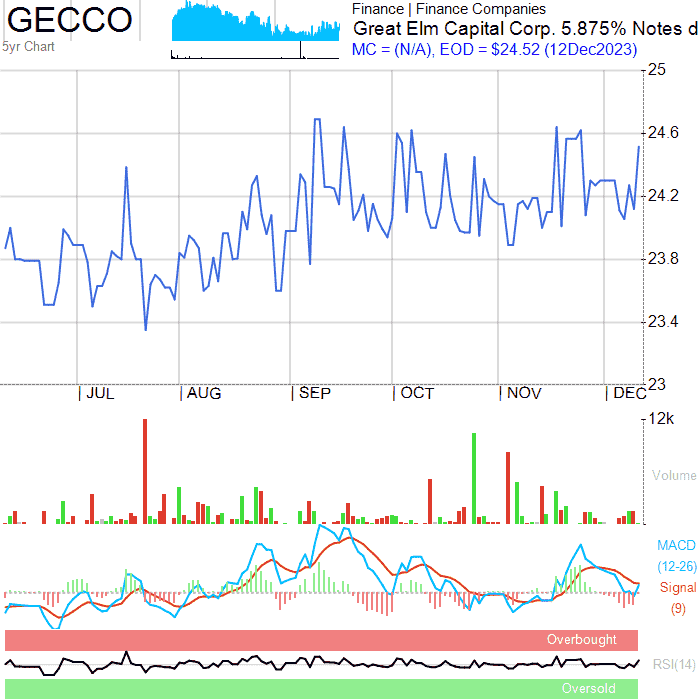 GECCO
5yr Chart
Finance | Finance Companies
Great Elm Capital Corp. 5.875% Notes d
MC = (N/A), EOD = $24.52 (12Dec2023)
25
24.6
24.2
23.8
23.4
23
| JUL | AUG | SEP | OCT | NOV | DEC
12k
Volume
MACD
(12-26)
Signal
(9)
Overbought
RSI(14)
Oversold